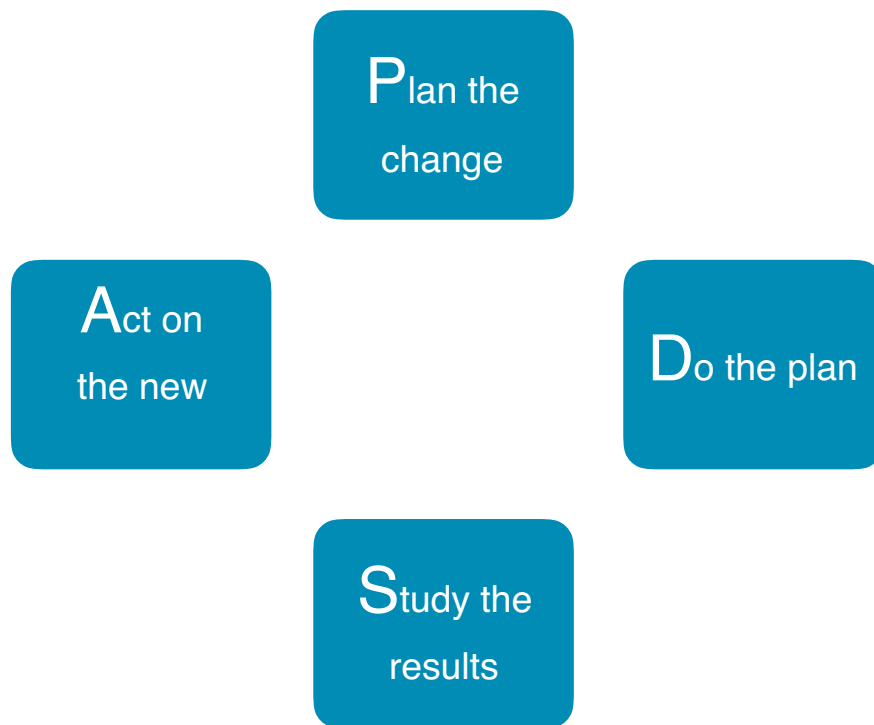 Plan the
change
Act on
the new
Do the plan
Study the
results